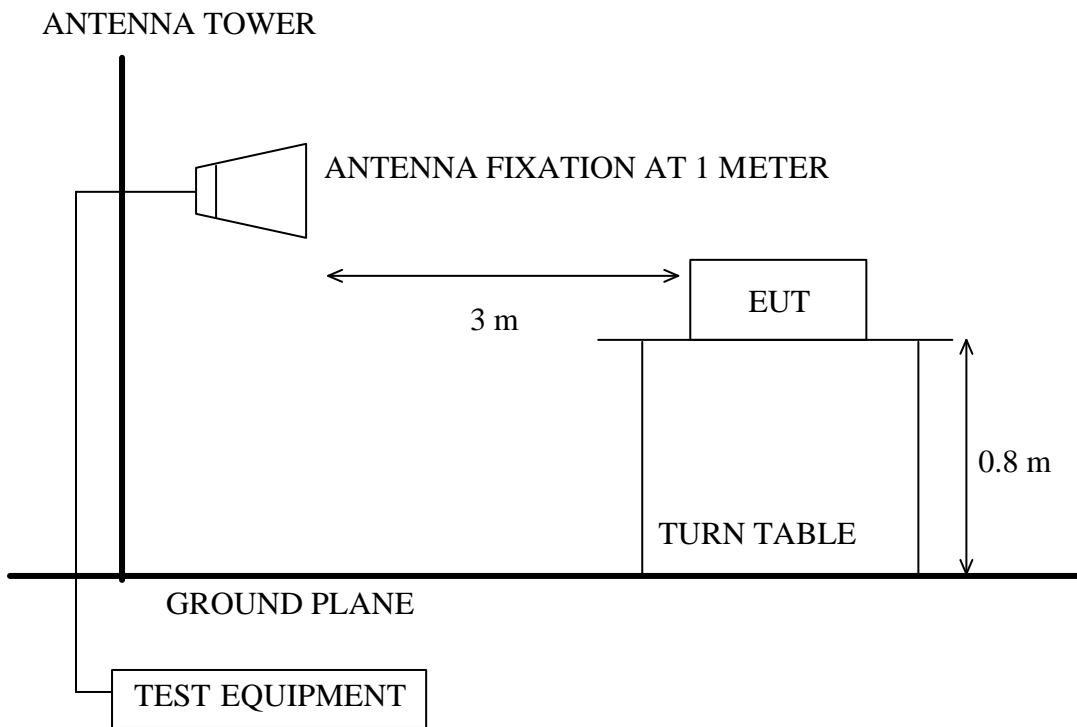 ANTENNA TOWER
ANTENNA FIXATION AT 1 METER
EUT
3 m
0.8 m
TURN TABLE
GROUND PLANE
TEST EQUIPMENT